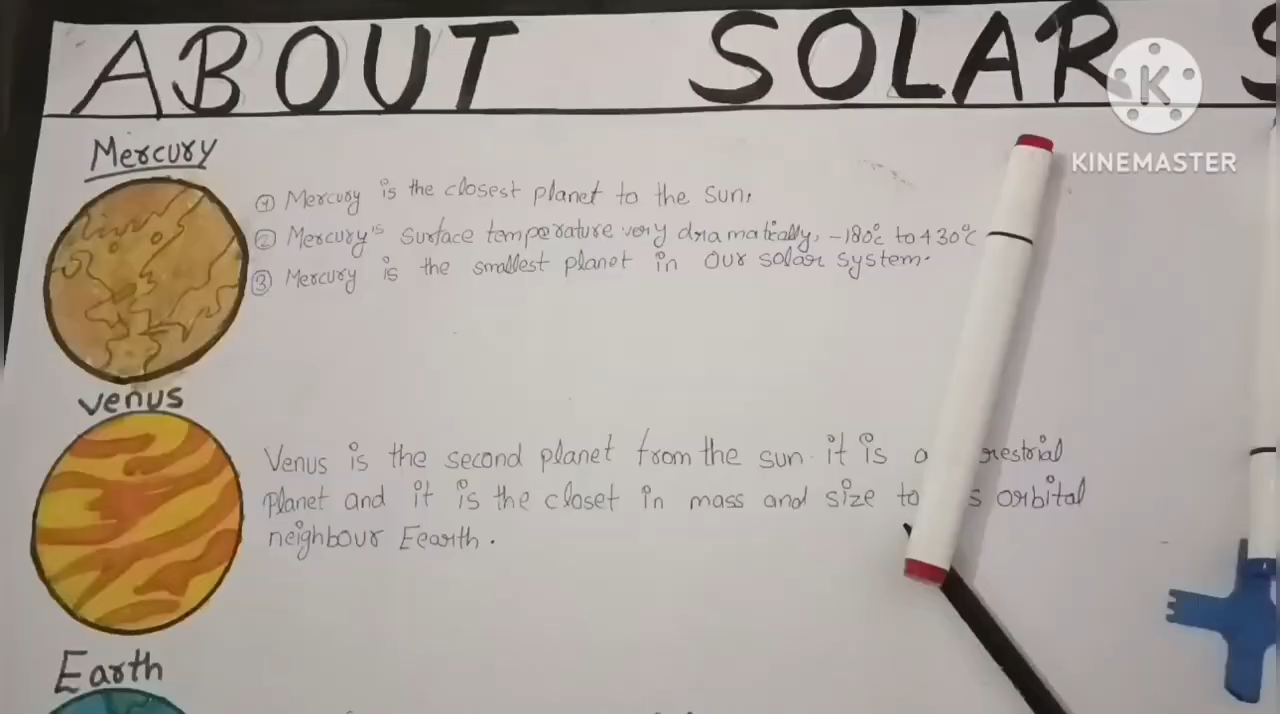 ABOUT SOLAR S
K
KINEMASTER
Mercury
① Mercury is the closest planet to the sun.
② Mercury's surface temperature very dramatically, -180°c to 430°c
③ Mercury is the smallest planet in our solar system.
Venus
Venus is the second planet from the sun. it is a restrial
planet and it is the closet in mass and size to s orbital
neighbour Eearth.
Earth